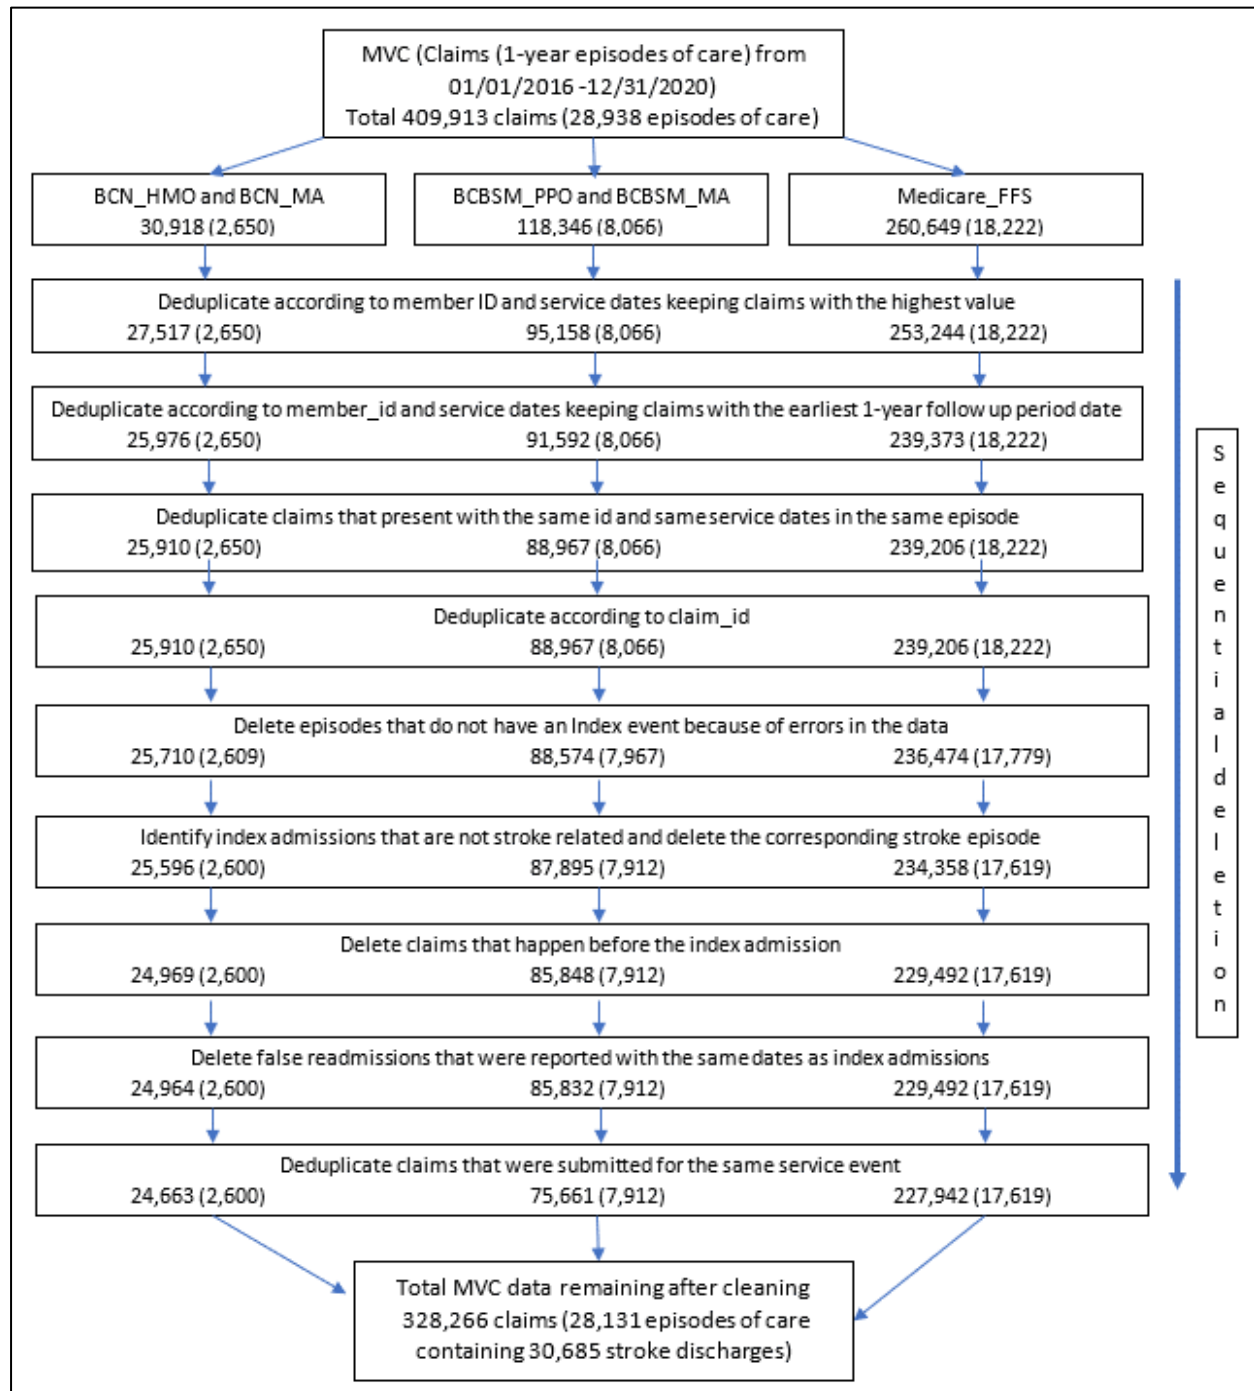 MVC (Claims (1-year episodes of care) from
01/01/2016 -12/31/2020)
Total 409,913 claims (28,938 episodes of care)
BCN_HMO and BCN_MA
30,918 (2,650)
BCBSM_PPO and BCBSM_MA
118,346 (8,066)
Medicare_FFS
260,649 (18,222)
Deduplicate according to member ID and service dates keeping claims with the highest value
27,517 (2,650) 95,158 (8,066) 253,244 (18,222)
Deduplicate according to member_id and service dates keeping claims with the earliest 1-year follow up period date
25,976 (2,650) 91,592 (8,066) 239,373 (18,222)
Deduplicate claims that present with the same id and same service dates in the same episode
25,910 (2,650) 88,967 (8,066) 239,206 (18,222)
Deduplicate according to claim_id
25,910 (2,650) 88,967 (8,066) 239,206 (18,222)
Delete episodes that do not have an Index event because of errors in the data
25,710 (2,609) 88,574 (7,967) 236,474 (17,779)
Identify index admissions that are not stroke related and delete the corresponding stroke episode
25,596 (2,600) 87,895 (7,912) 234,358 (17,619)
Delete claims that happen before the index admission
24,969 (2,600) 85,848 (7,912) 229,492 (17,619)
Delete false readmissions that were reported with the same dates as index admissions
24,964 (2,600) 85,832 (7,912) 229,492 (17,619)
Deduplicate claims that were submitted for the same service event
24,663 (2,600) 75,661 (7,912) 227,942 (17,619)
Total MVC data remaining after cleaning
328,266 claims (28,131 episodes of care
containing 30,685 stroke discharges)
Sequential deletion